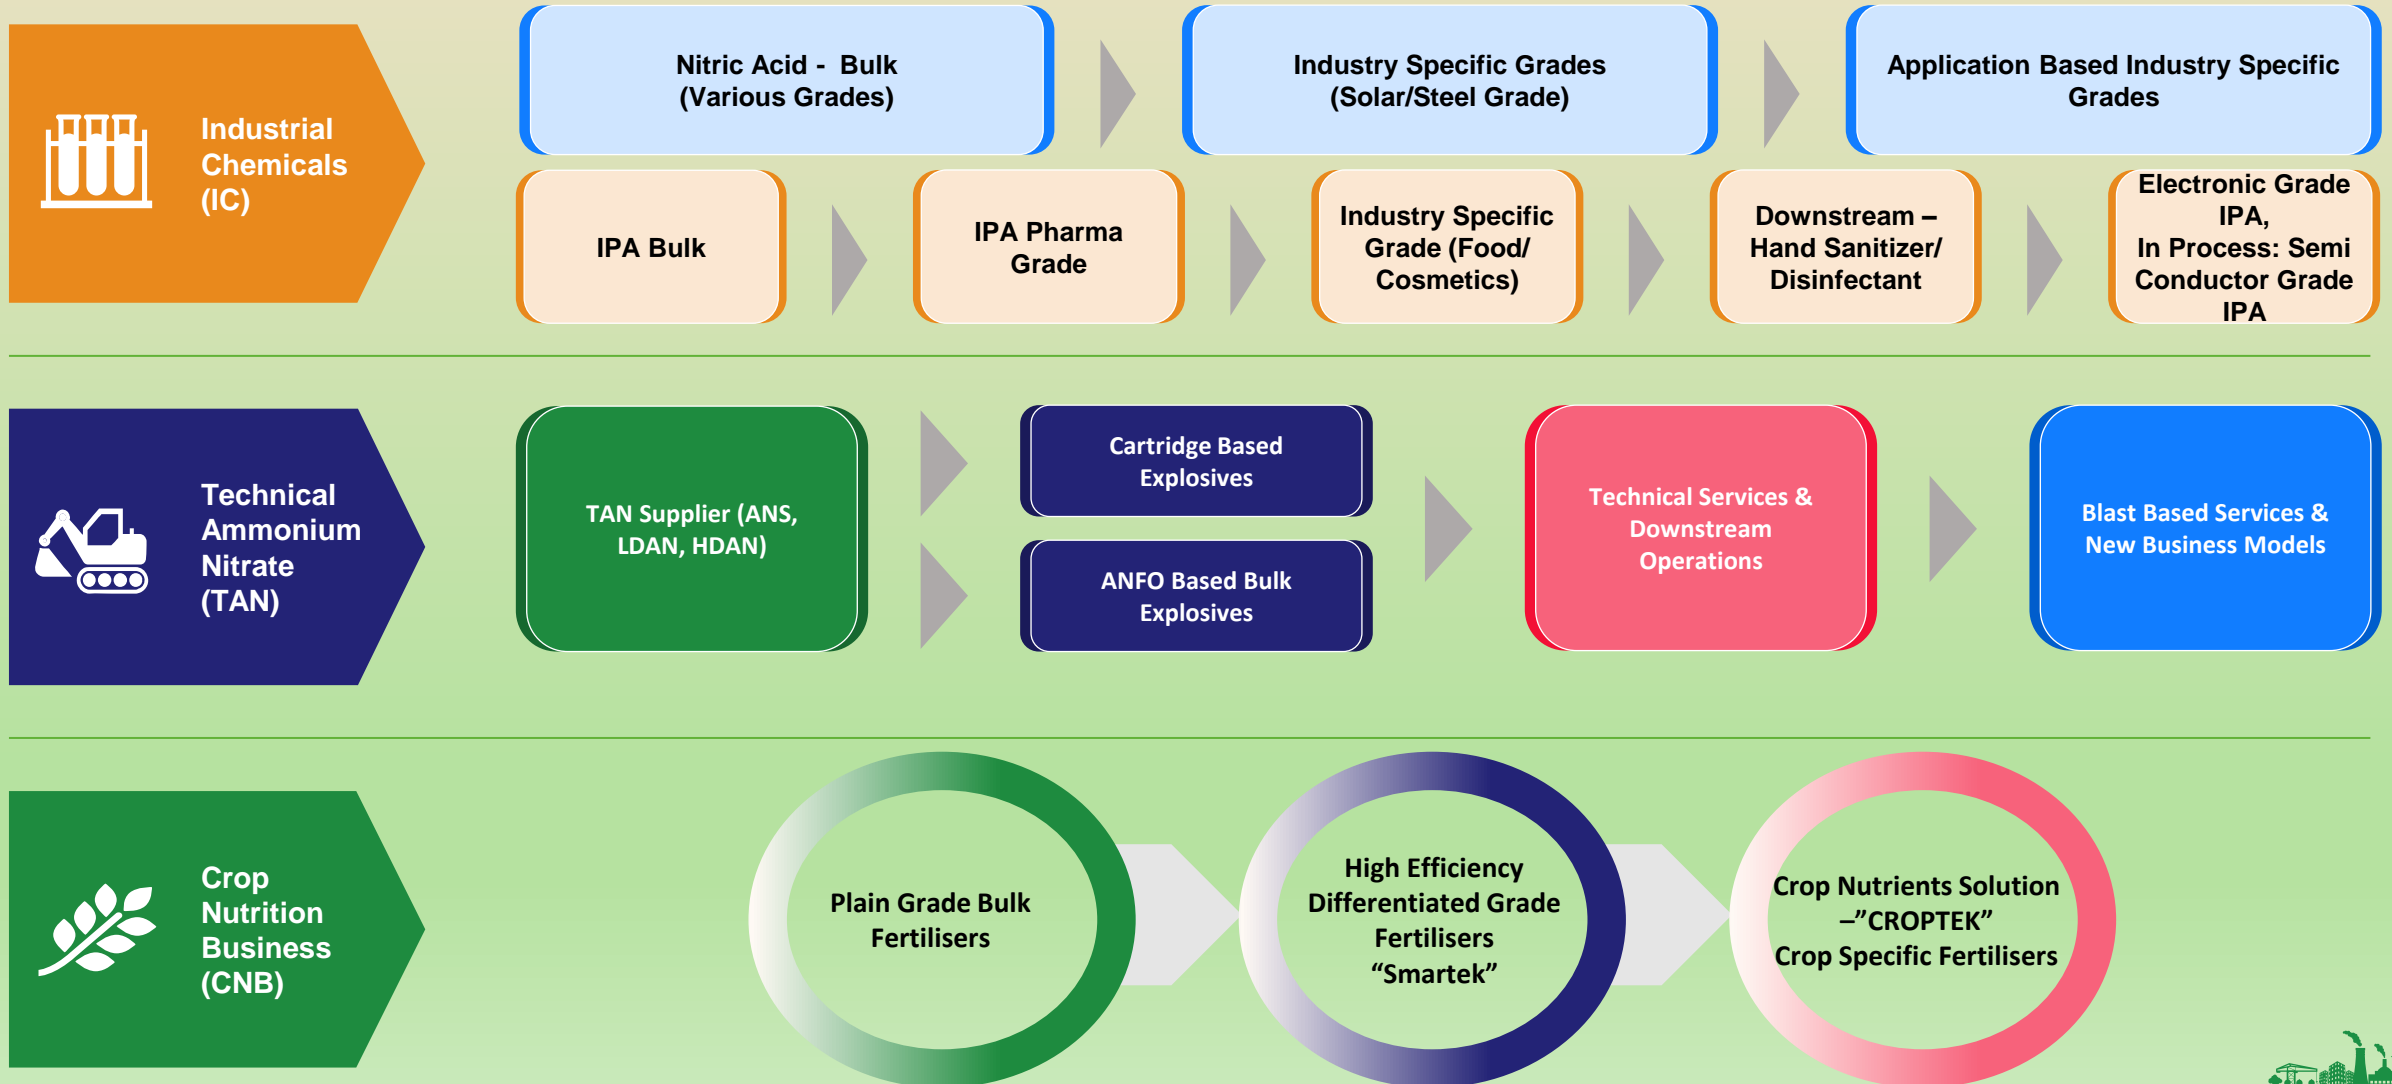 Industrial
Chemicals
(IC)
Nitric Acid - Bulk
(Various Grades)
Industry Specific Grades
(Solar/Steel Grade)
Application Based Industry Specific
Grades
IPA Bulk
IPA Pharma
Grade
Industry Specific
Grade (Food/
Cosmetics)
Downstream –
Hand Sanitizer/
Disinfectant
Electronic Grade
IPA,
In Process: Semi
Conductor Grade
IPA
Technical
Ammonium
Nitrate
(TAN)
TAN Supplier (ANS,
LDAN, HDAN)
Cartridge Based
Explosives
ANFO Based Bulk
Explosives
Technical Services &
Downstream
Operations
Blast Based Services &
New Business Models
Crop
Nutrition
Business
(CNB)
Plain Grade Bulk
Fertilisers
High Efficiency
Differentiated Grade
Fertilisers
“Smartek”
Crop Nutrients Solution
–”CROPTEK”
Crop Specific Fertilisers